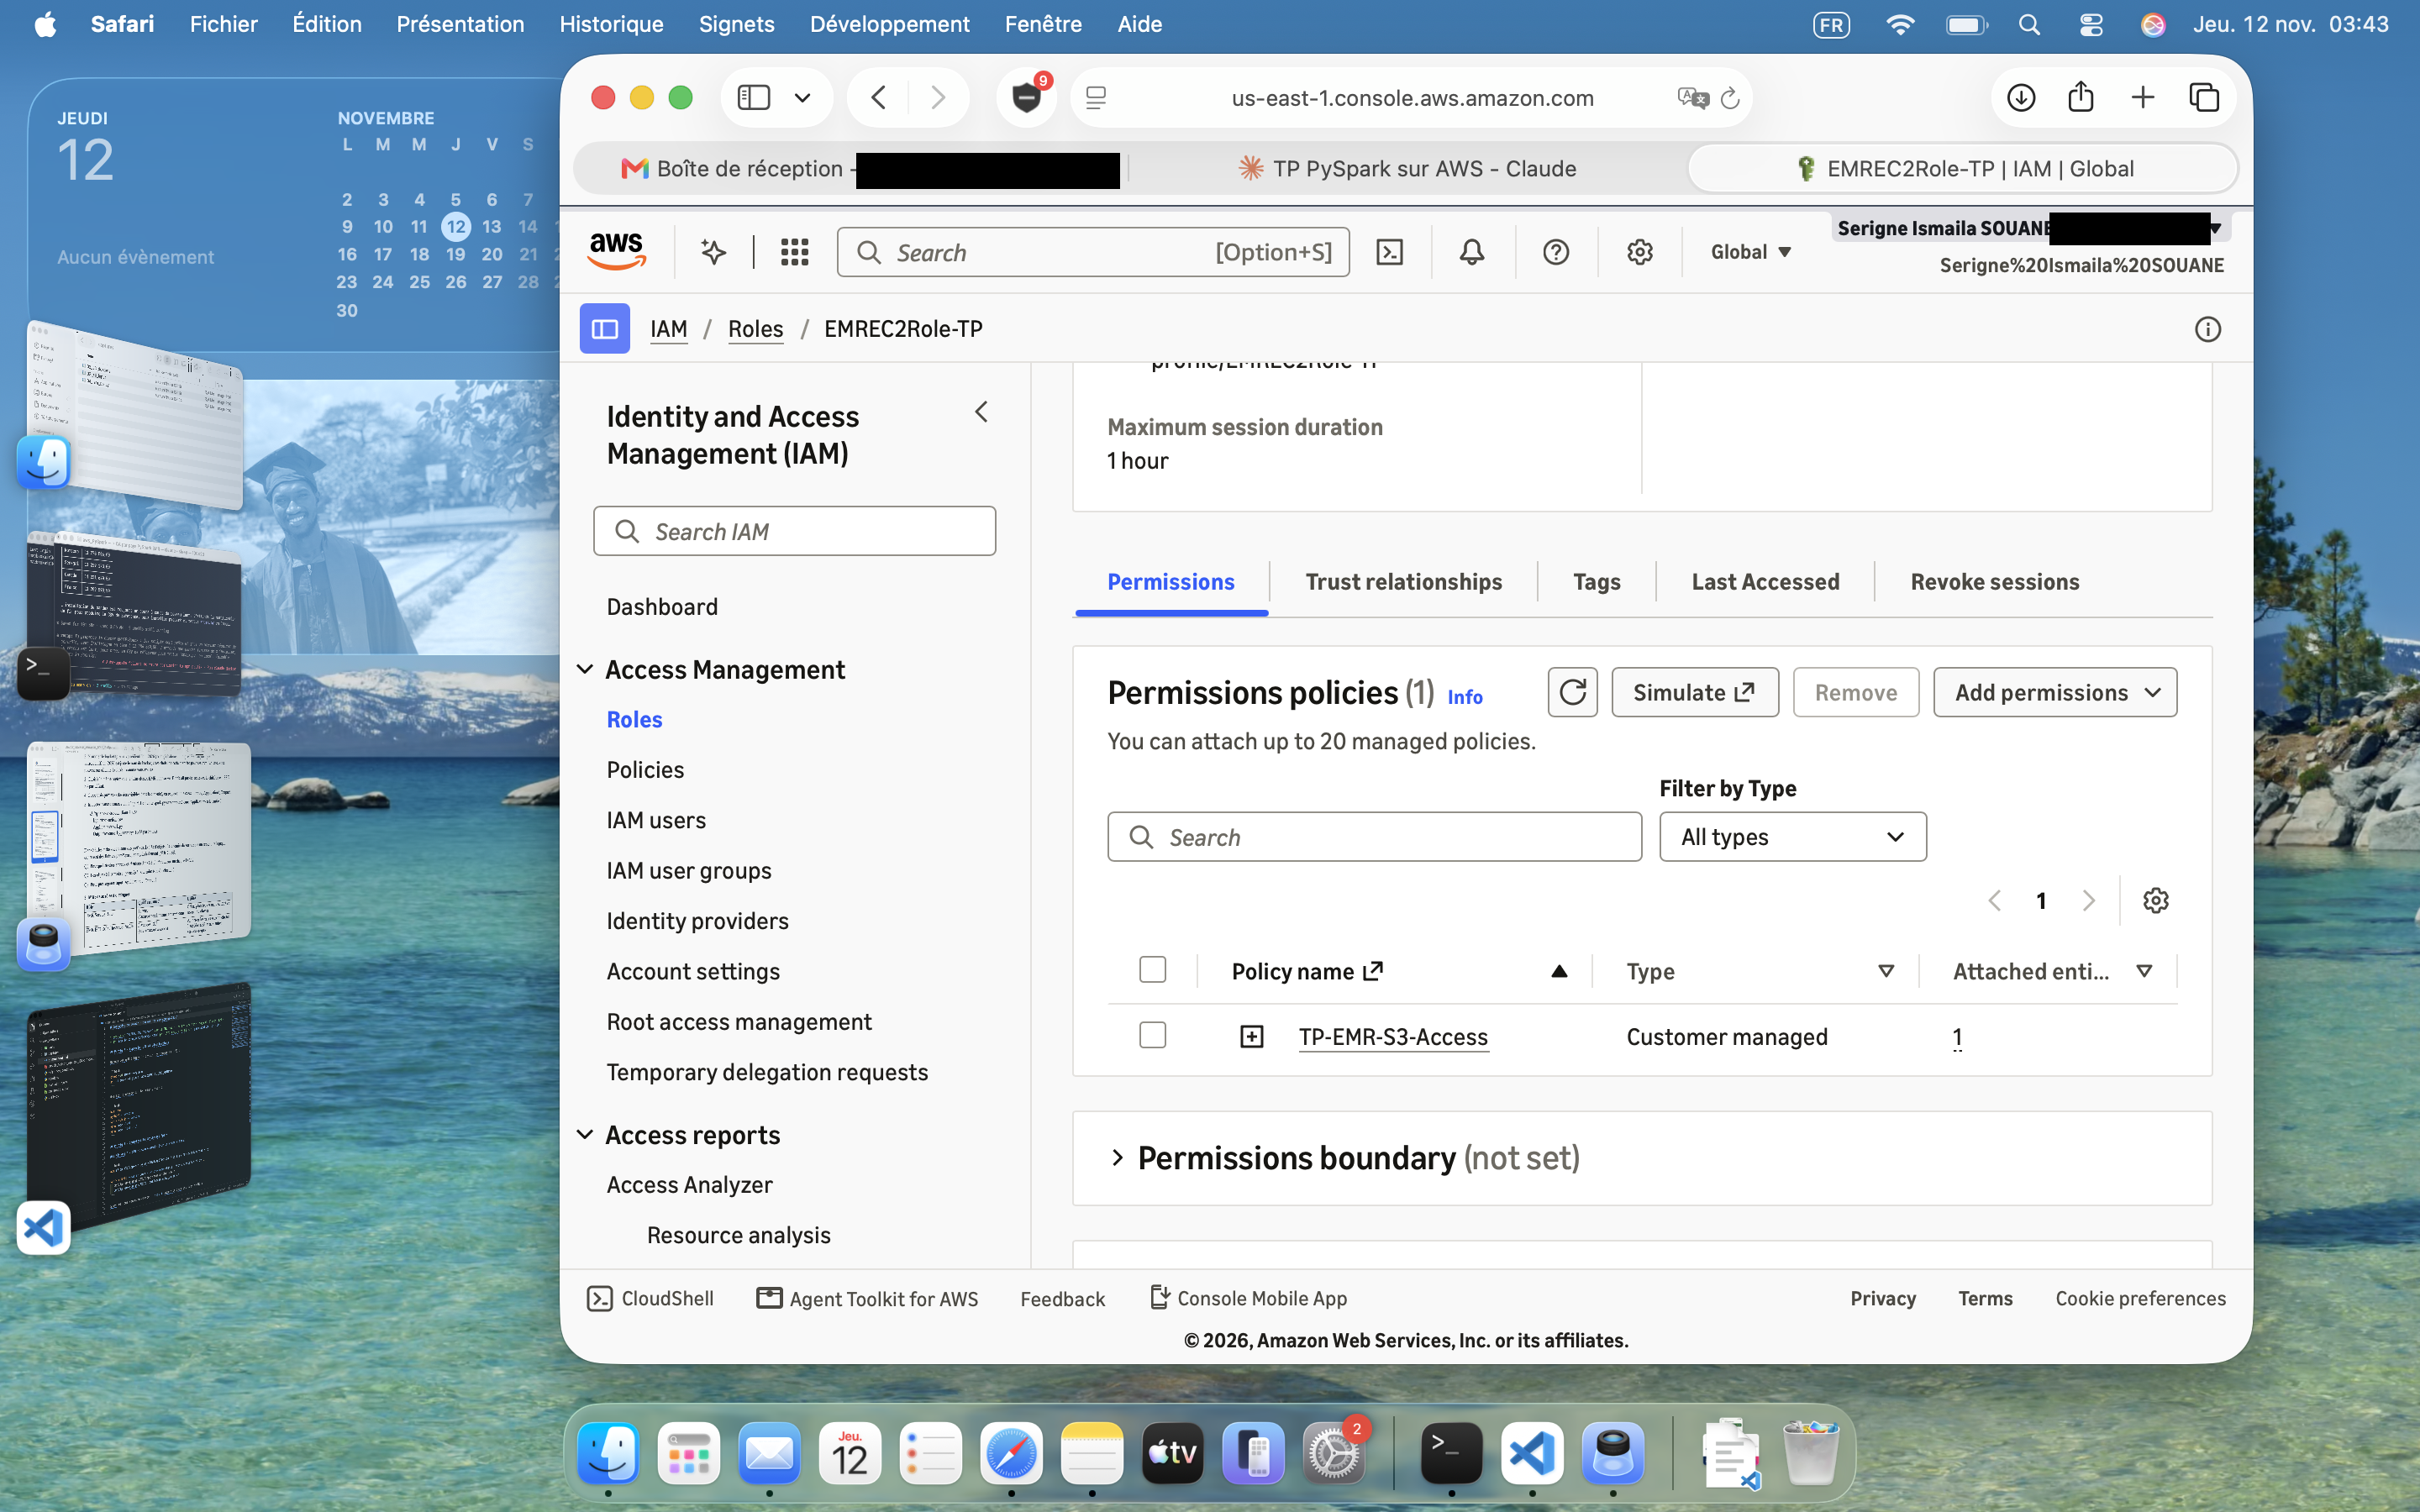 Safari Fichier Édition Présentation Historique Signets Développement Fenêtre Aide FR Jeu. 12 nov. 03:43
JEUDI
12
Aucun évènement
NOVEMBRE
L M M J V S
2 3 4 5 6 7
9 10 11 12 13 14
16 17 18 19 20 21
23 24 25 26 27 28
30
9
us-east-1.console.aws.amazon.com
Boîte de réception -
TP PySpark sur AWS - Claude
EMREC2Role-TP | IAM | Global
aws
Search [Option+S]
Global
Serigne Ismaila SOUANE
Serigne%20Ismaila%20SOUANE
IAM / Roles / EMREC2Role-TP
Identity and Access
Management (IAM)
Search IAM
Dashboard
Access Management
Roles
Policies
IAM users
IAM user groups
Identity providers
Account settings
Root access management
Temporary delegation requests
Access reports
Access Analyzer
Resource analysis
profile/EMREC2Role-TP
Maximum session duration
1 hour
Permissions Trust relationships Tags Last Accessed Revoke sessions
Permissions policies (1) Info
Simulate Remove Add permissions
You can attach up to 20 managed policies.
Filter by Type
Search
All types
1
Policy name Type Attached enti...
TP-EMR-S3-Access Customer managed 1
Permissions boundary (not set)
CloudShell Agent Toolkit for AWS Feedback Console Mobile App Privacy Terms Cookie preferences
© 2026, Amazon Web Services, Inc. or its affiliates.
Jeu.
12
tv
2